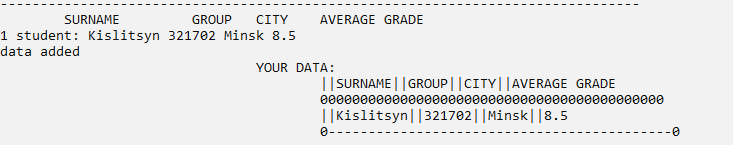 --------------------------------------------------------------------------------
SURNAME GROUP CITY AVERAGE GRADE
1 student: Kislitsyn 321702 Minsk 8.5
data added
YOUR DATA:
||SURNAME||GROUP||CITY||AVERAGE GRADE
0000000000000000000000000000000000000000000
||Kislitsyn||321702||Minsk||8.5
0-------------------------------------------0